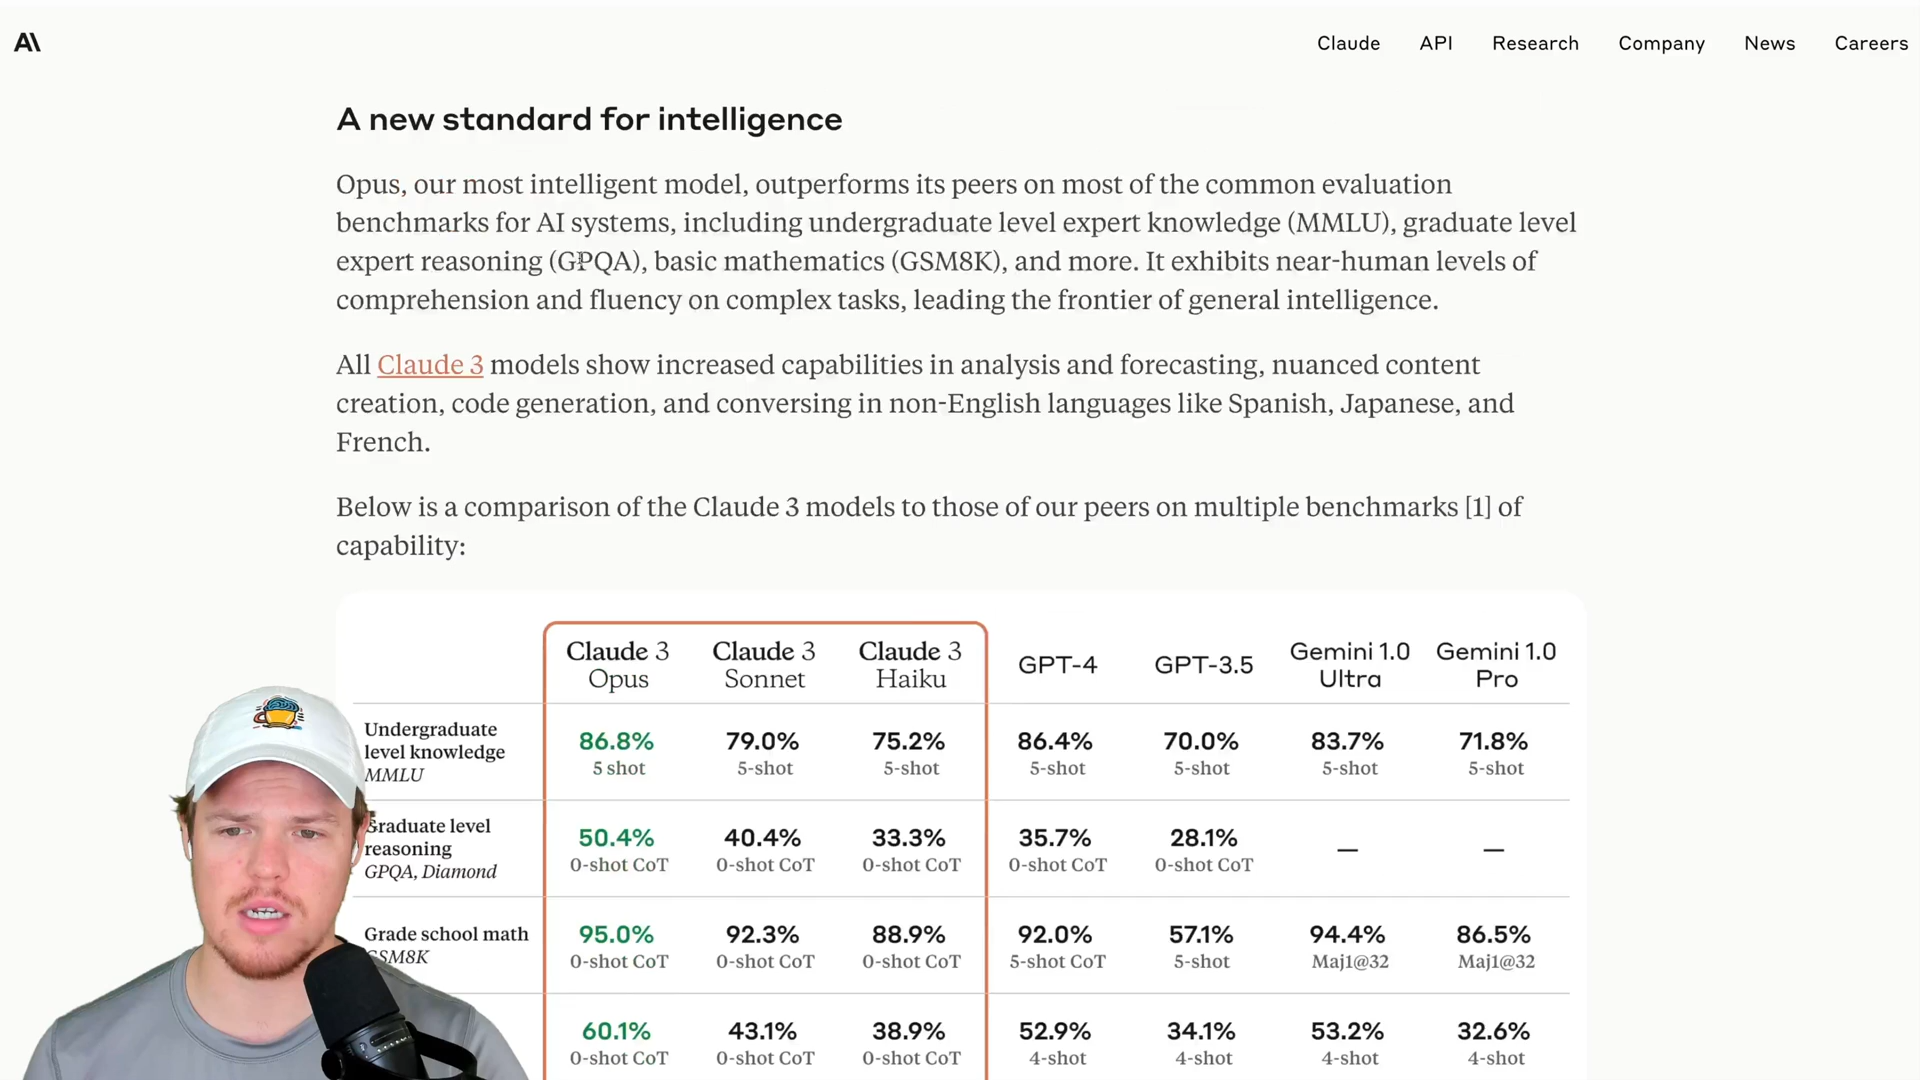 A\
Claude API Research Company News Careers
A new standard for intelligence
Opus, our most intelligent model, outperforms its peers on most of the common evaluation
benchmarks for AI systems, including undergraduate level expert knowledge (MMLU), graduate level
expert reasoning (GPQA), basic mathematics (GSM8K), and more. It exhibits near-human levels of
comprehension and fluency on complex tasks, leading the frontier of general intelligence.
All Claude 3 models show increased capabilities in analysis and forecasting, nuanced content
creation, code generation, and conversing in non-English languages like Spanish, Japanese, and
French.
Below is a comparison of the Claude 3 models to those of our peers on multiple benchmarks [1] of
capability:
Claude 3 Claude 3 Claude 3 GPT-4 GPT-3.5 Gemini 1.0 Gemini 1.0
Opus Sonnet Haiku Ultra Pro
Undergraduate
level knowledge
MMLU
86.8% 79.0% 75.2% 86.4% 70.0% 83.7% 71.8%
5 shot 5-shot 5-shot 5-shot 5-shot 5-shot 5-shot
Graduate level
reasoning
GPQA, Diamond
50.4% 40.4% 33.3% 35.7% 28.1% — —
0-shot CoT 0-shot CoT 0-shot CoT 0-shot CoT 0-shot CoT
Grade school math
GSM8K
95.0% 92.3% 88.9% 92.0% 57.1% 94.4% 86.5%
0-shot CoT 0-shot CoT 0-shot CoT 5-shot CoT 5-shot Maj1@32 Maj1@32
60.1% 43.1% 38.9% 52.9% 34.1% 53.2% 32.6%
0-shot CoT 0-shot CoT 0-shot CoT 4-shot 4-shot 4-shot 4-shot